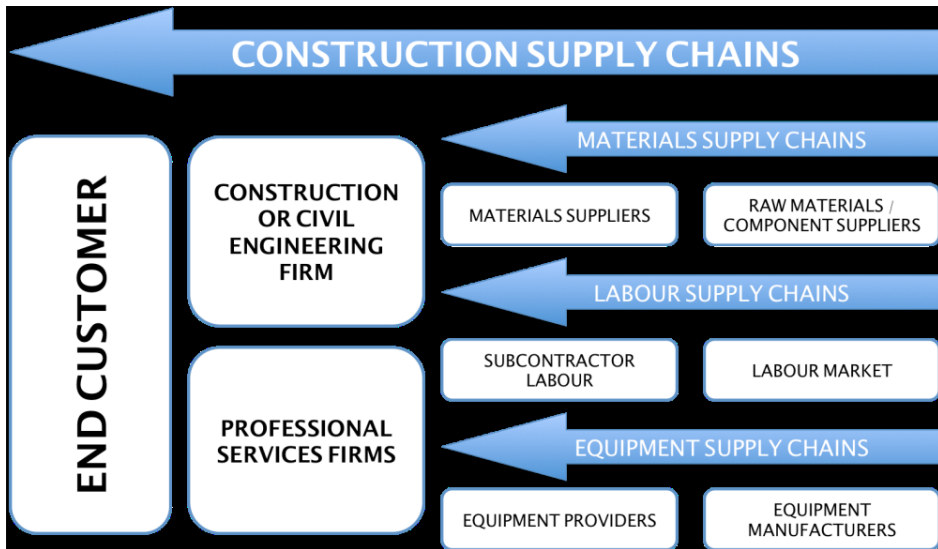 CONSTRUCTION SUPPLY CHAINS
END CUSTOMER
CONSTRUCTION
OR CIVIL
ENGINEERING
FIRM
PROFESSIONAL
SERVICES FIRMS
MATERIALS SUPPLY CHAINS
MATERIALS SUPPLIERS
RAW MATERIALS /
COMPONENT SUPPLIERS
LABOUR SUPPLY CHAINS
SUBCONTRACTOR
LABOUR
LABOUR MARKET
EQUIPMENT SUPPLY CHAINS
EQUIPMENT PROVIDERS
EQUIPMENT
MANUFACTURERS